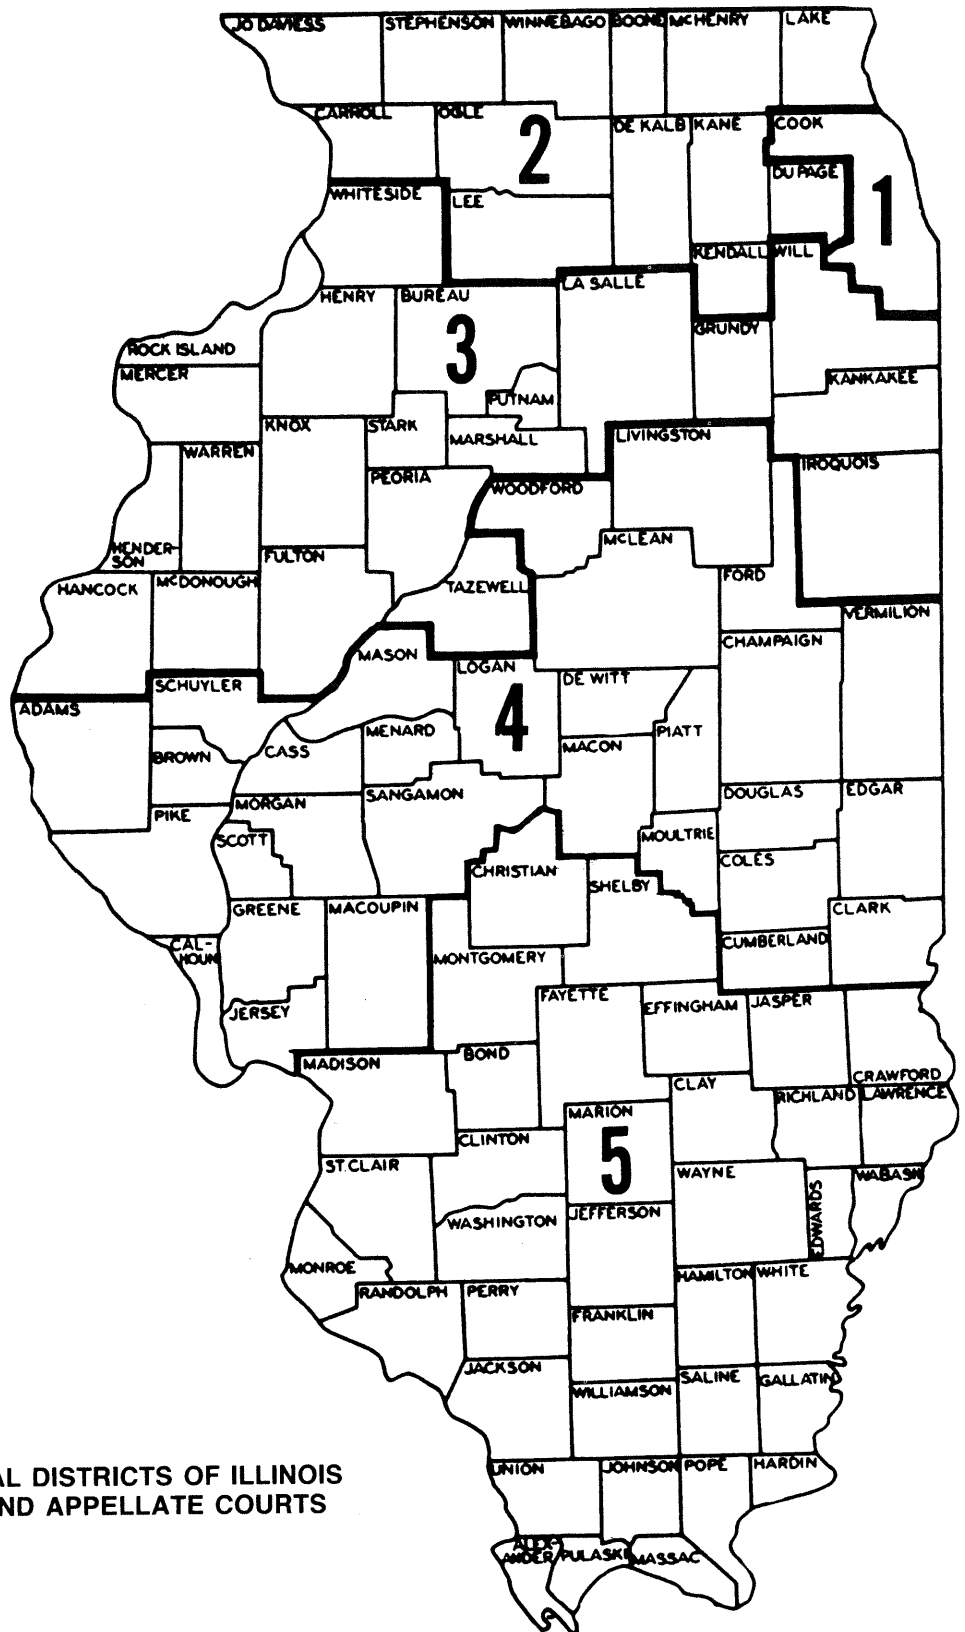 JO DAVIESS STEPHENSON WINNEBAGO BOONE McHENRY LAKE
CARROLL OGLE DE KALB KANE COOK
2
DU PAGE
1
WHITESIDE LEE
KENDALL WILL
LA SALLE
HENRY BUREAU
GRUNDY
3
ROCK ISLAND
MERCER KANKAKEE
PUTNAM
KNOX STARK MARSHALL LIVINGSTON
WARREN IROQUOIS
PEORIA WOODFORD
McLEAN
HENDER-
SON
FULTON
HANCOCK McDONOUGH TAZEWELL FORD
VERMILION
MASON CHAMPAIGN
LOGAN
SCHUYLER DE WITT
ADAMS
4
MENARD PIATT
BROWN CASS MACON
SANGAMON DOUGLAS EDGAR
MORGAN
PIKE
SCOTT MOULTRIE
COLES
CHRISTIAN SHELBY
GREENE MACOUPIN CLARK
CUMBERLAND
CAL-
HOUN
MONTGOMERY
FAYETTE EFFINGHAM JASPER
JERSEY
BOND
MADISON
CRAWFORD
CLAY
RICHLAND LAWRENCE
MARION
CLINTON
5
ST. CLAIR WAYNE WABASH
EDWARDS
JEFFERSON
WASHINGTON
MONROE HAMILTON WHITE
RANDOLPH PERRY
FRANKLIN
JACKSON SALINE GALLATIN
WILLIAMSON
UNION JOHNSON POPE HARDIN
AL DISTRICTS OF ILLINOIS
ND APPELLATE COURTS
ALEX-
ANDER PULASKI MASSAC